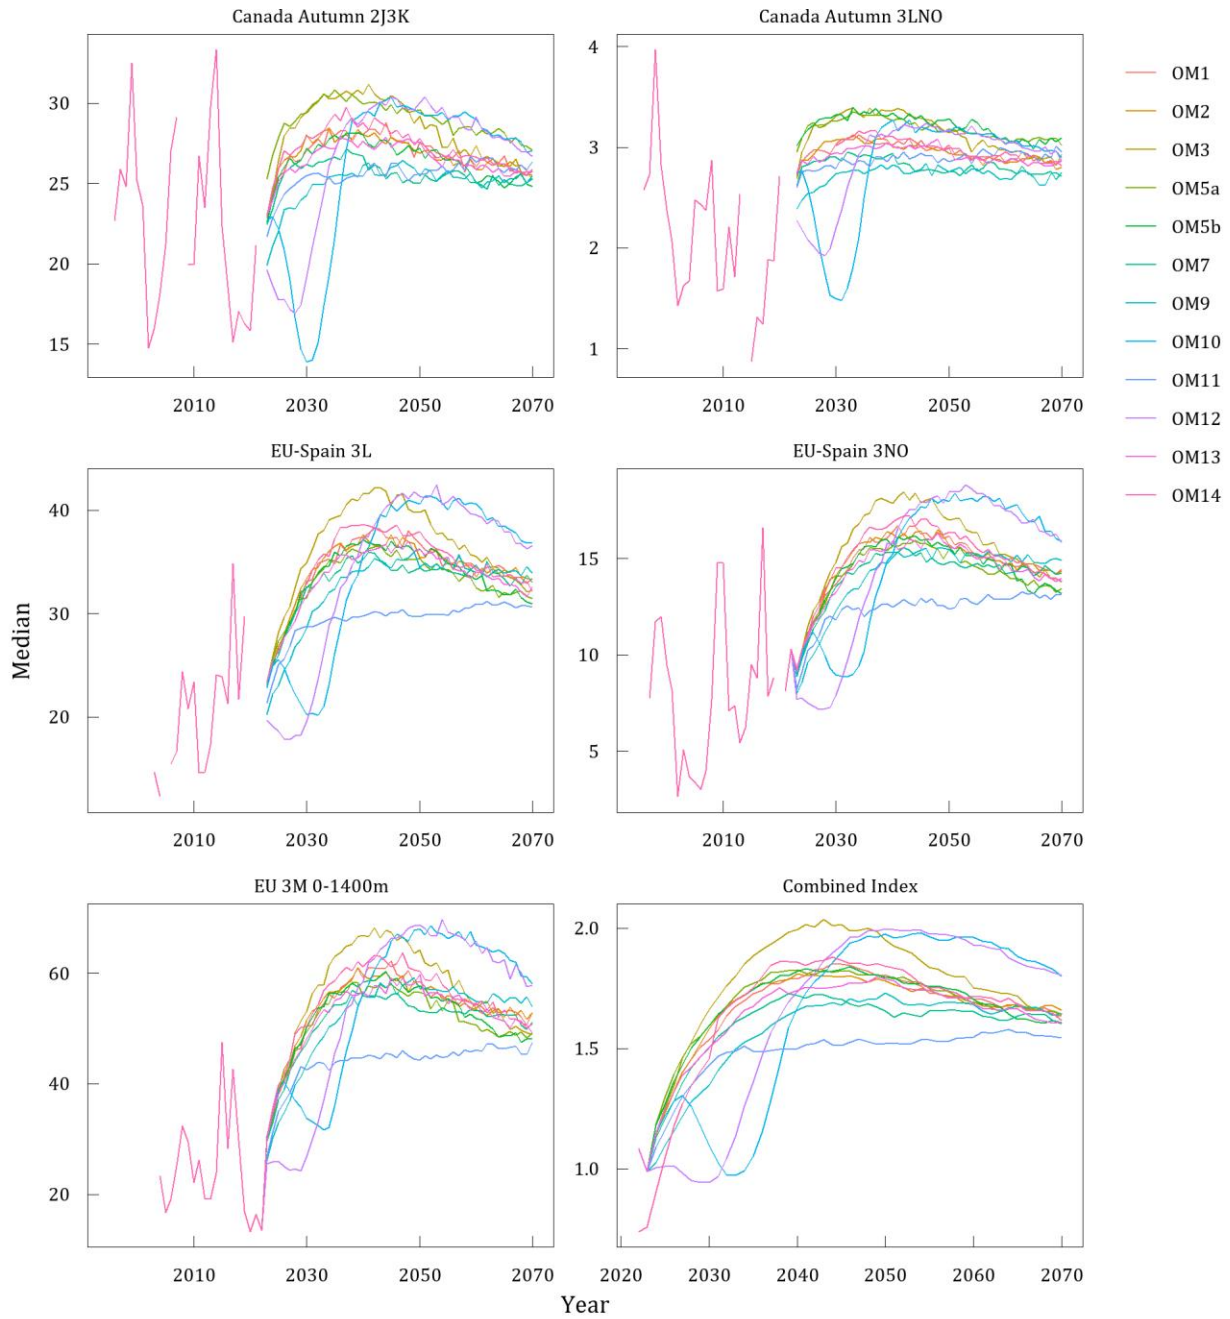 Canada Autumn 2J3K
Canada Autumn 3LNO
30
25
20
15
2010 2030 2050 2070
4
3
2
1
2010 2030 2050 2070
OM1
OM2
OM3
OM5a
OM5b
OM7
OM9
OM10
OM11
OM12
OM13
OM14
EU-Spain 3L
EU-Spain 3NO
Median
40
30
20
2010 2030 2050 2070
15
10
5
2010 2030 2050 2070
EU 3M 0-1400m
Combined Index
60
40
20
2010 2030 2050 2070
2.0
1.5
1.0
2020 2030 2040 2050 2060 2070
Year